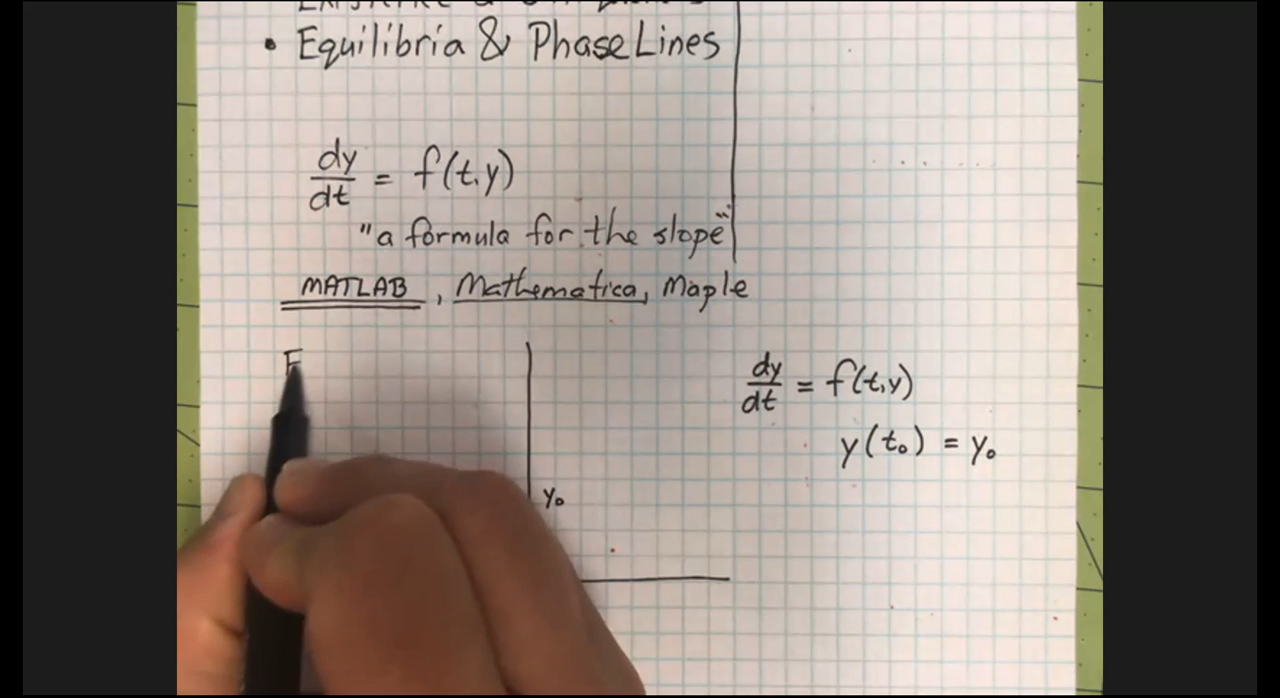 • Equilibria & Phase Lines
dy/dt = f(t,y)
"a formula for the slope"
MATLAB, Mathematica, Maple
F
y₀
dy/dt = f(t,y)
y(t₀) = y₀